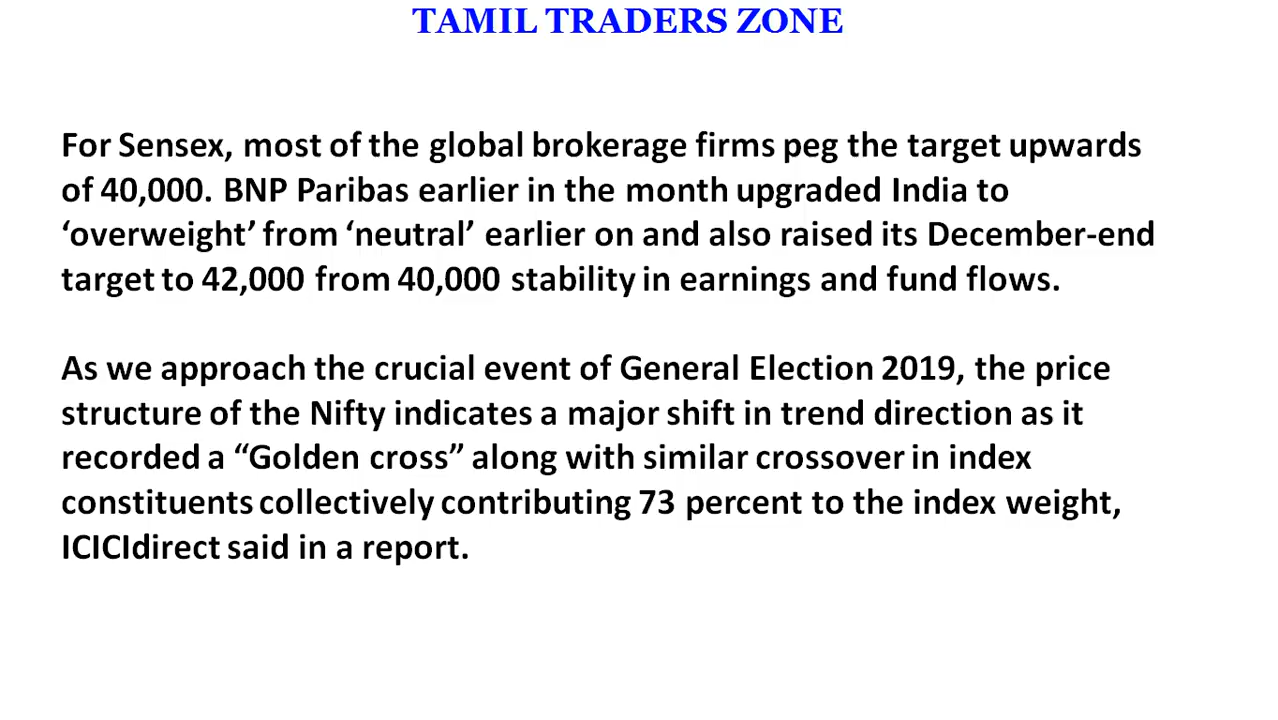 TAMIL TRADERS ZONE
For Sensex, most of the global brokerage firms peg the target upwards
of 40,000. BNP Paribas earlier in the month upgraded India to
‘overweight’ from ‘neutral’ earlier on and also raised its December-end
target to 42,000 from 40,000 stability in earnings and fund flows.
As we approach the crucial event of General Election 2019, the price
structure of the Nifty indicates a major shift in trend direction as it
recorded a “Golden cross” along with similar crossover in index
constituents collectively contributing 73 percent to the index weight,
ICICIdirect said in a report.